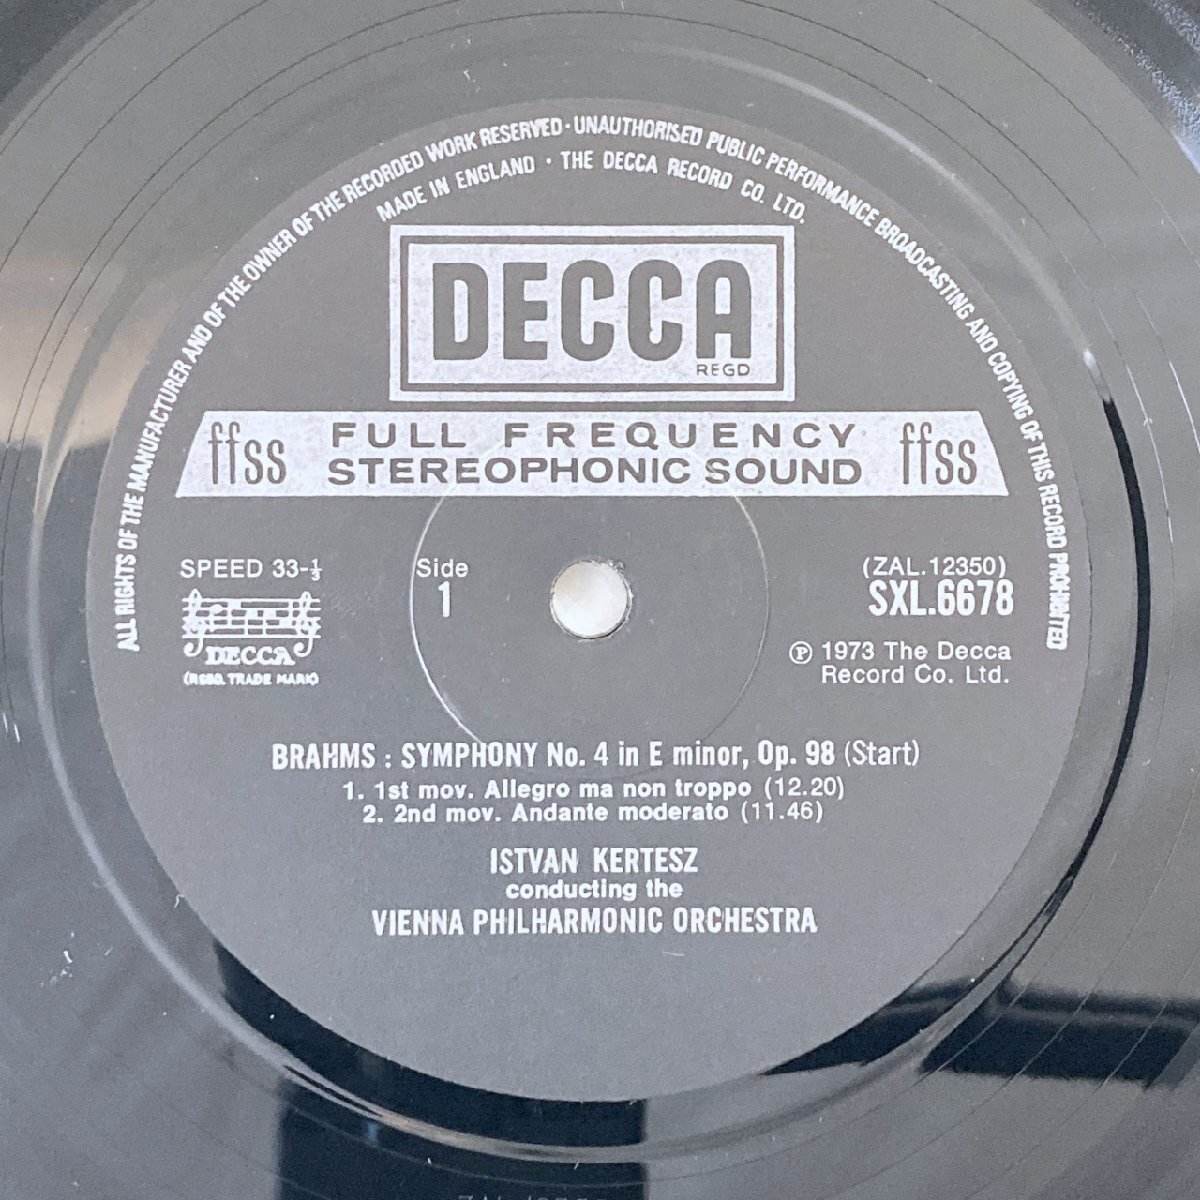 ALL RIGHTS OF THE MANUFACTURER AND OF THE OWNER OF THE RECORDED WORK RESERVED · UNAUTHORISED PUBLIC PERFORMANCE BROADCASTING AND COPYING OF THIS RECORD PROHIBITED
MADE IN ENGLAND · THE DECCA RECORD CO. LTD.
DECCA
REGD
ffss FULL FREQUENCY STEREOPHONIC SOUND ffss
SPEED 33-⅓
DECCA
(REGD. TRADE MARK)
Side
1
(ZAL.12350)
SXL.6678
℗ 1973 The Decca
Record Co. Ltd.
BRAHMS : SYMPHONY No. 4 in E minor, Op. 98 (Start)
1. 1st mov. Allegro ma non troppo (12.20)
2. 2nd mov. Andante moderato (11.46)
ISTVAN KERTESZ
conducting the
VIENNA PHILHARMONIC ORCHESTRA